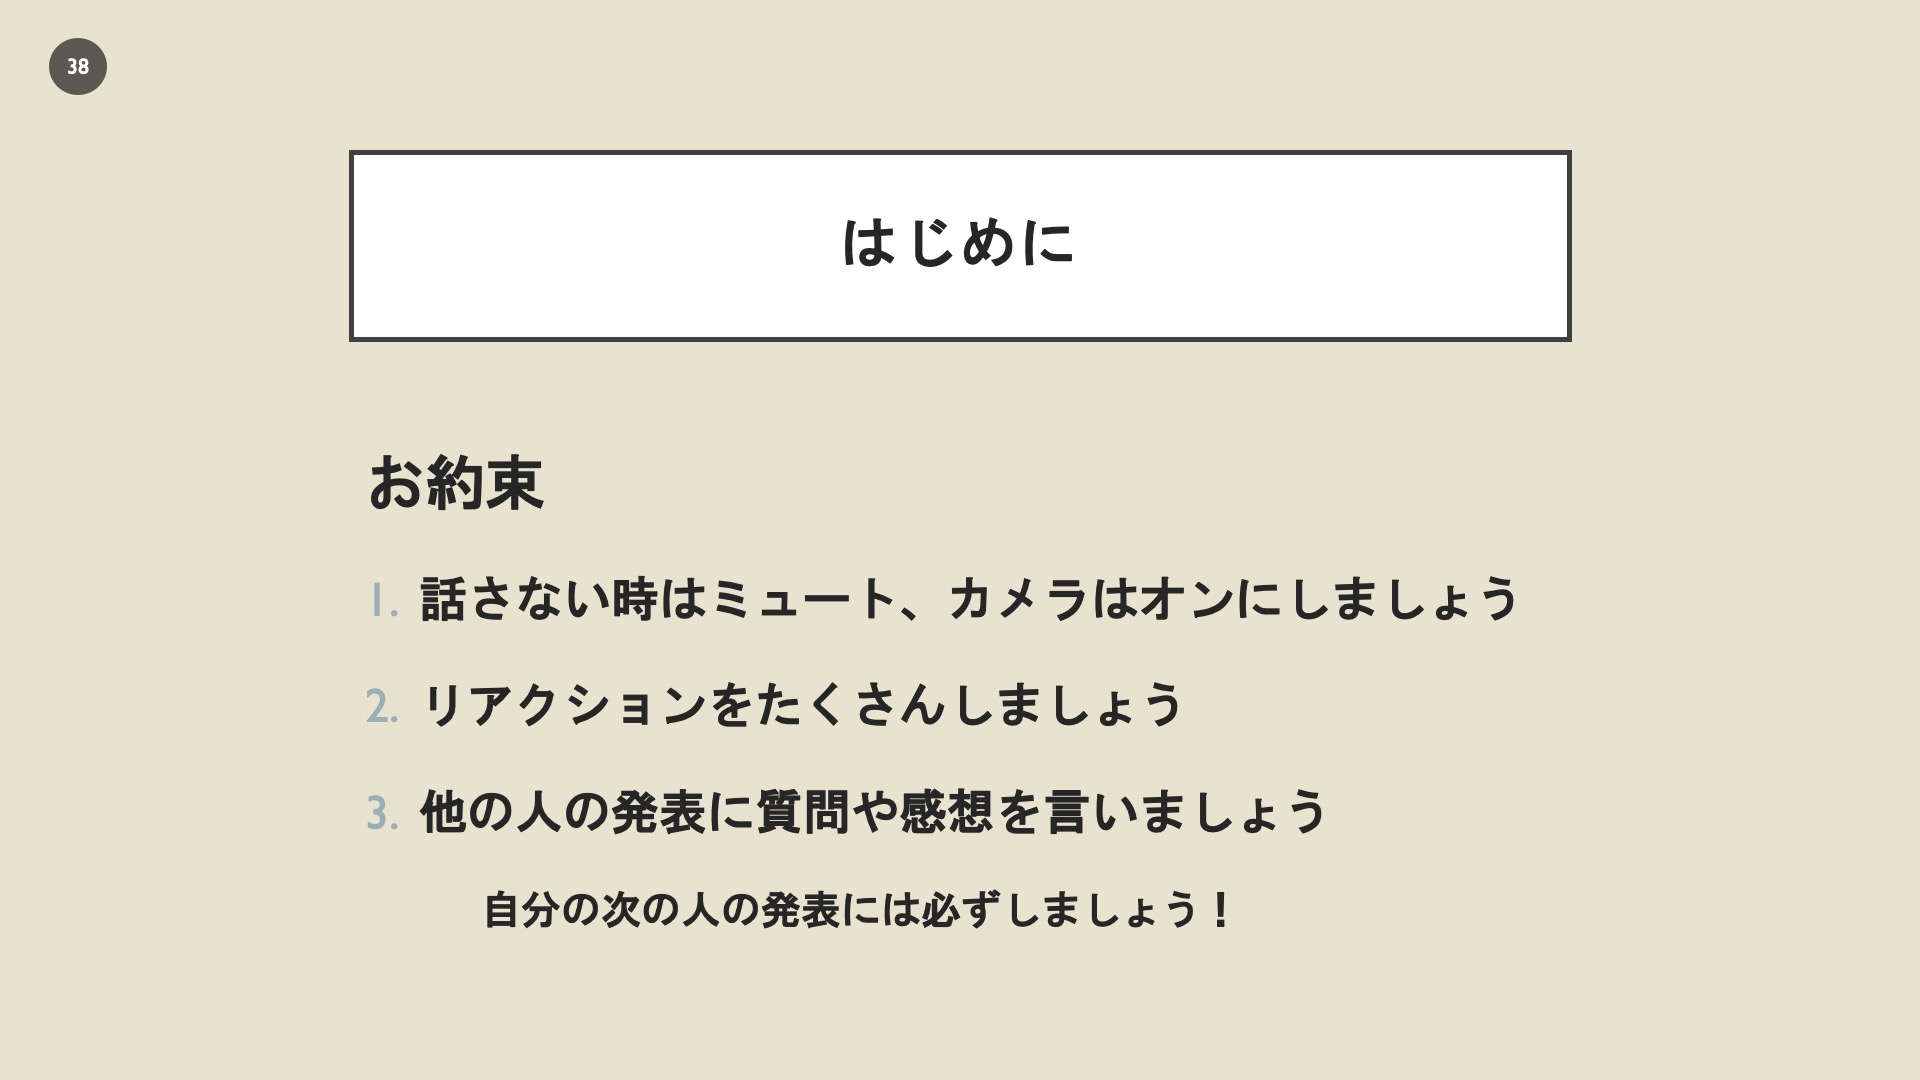 38
はじめに
お約束
1. 話さない時はミュート、カメラはオンにしましょう
2. リアクションをたくさんしましょう
3. 他の人の発表に質問や感想を言いましょう
自分の次の人の発表には必ずしましょう！